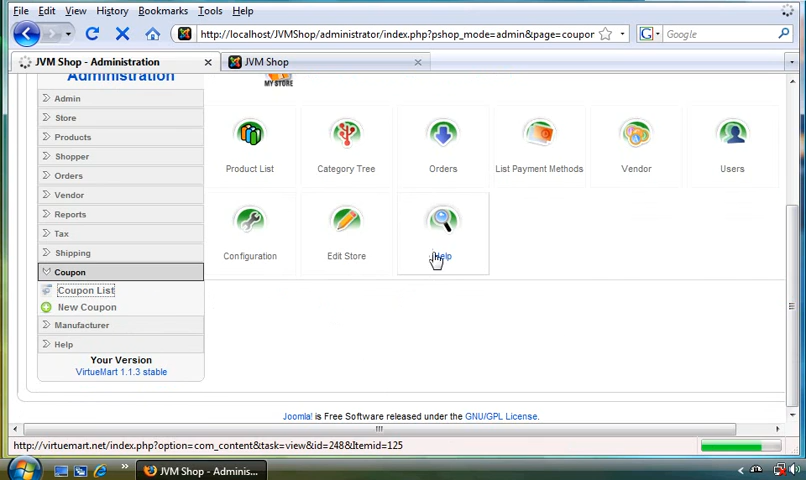 File Edit View History Bookmarks Tools Help
http://localhost/JVMShop/administrator/index.php?pshop_mode=admin&page=coupor
Google
JVM Shop - Administration
JVM Shop
Administration
MY STORE
Admin
Store
Products
Shopper
Orders
Vendor
Reports
Tax
Shipping
Coupon
Coupon List
New Coupon
Manufacturer
Help
Your Version
VirtueMart 1.1.3 stable
Product List
Category Tree
Orders
List Payment Methods
Vendor
Users
Configuration
Edit Store
Help
Joomla! is Free Software released under the GNU/GPL License.
http://virtuemart.net/index.php?option=com_content&task=view&id=248&Itemid=125
JVM Shop - Adminis...